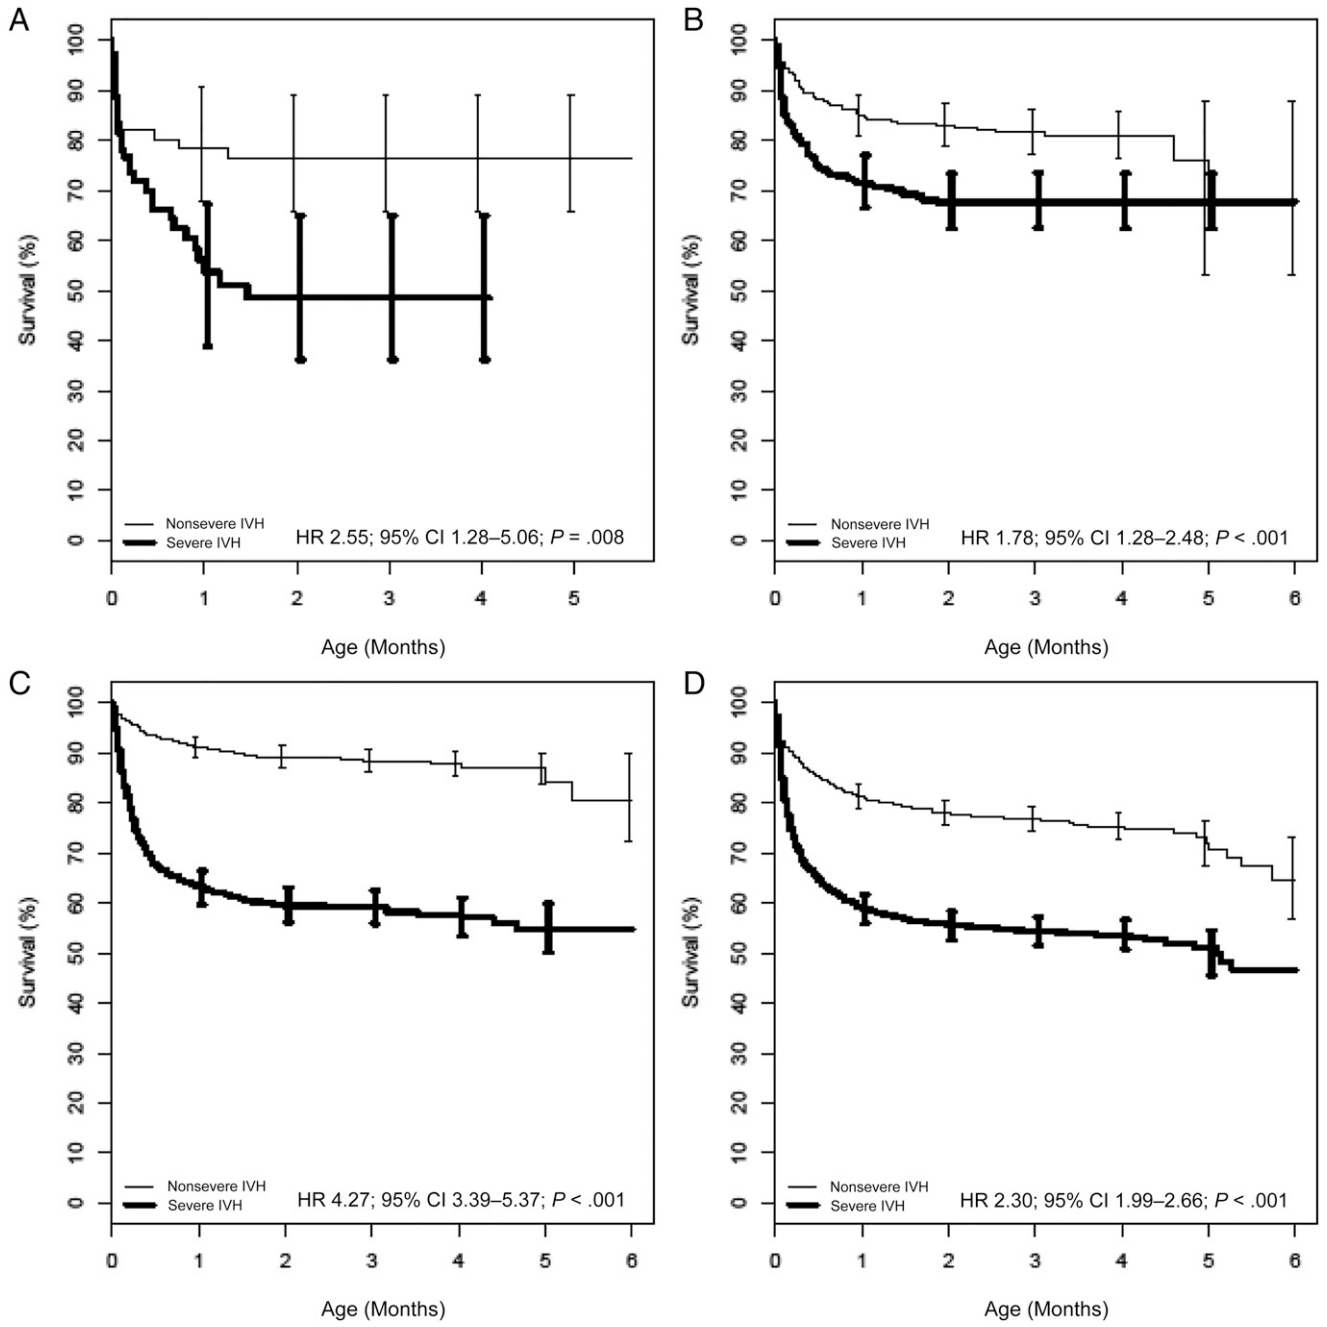 A
Survival (%)
100
90
80
70
60
50
40
30
20
10
0
Nonsevere IVH
Severe IVH
HR 2.55; 95% CI 1.28–5.06; P = .008
0 1 2 3 4 5
Age (Months)
B
Survival (%)
100
90
80
70
60
50
40
30
20
10
0
Nonsevere IVH
Severe IVH
HR 1.78; 95% CI 1.28–2.48; P < .001
0 1 2 3 4 5 6
Age (Months)
C
Survival (%)
100
90
80
70
60
50
40
30
20
10
0
Nonsevere IVH
Severe IVH
HR 4.27; 95% CI 3.39–5.37; P < .001
0 1 2 3 4 5 6
Age (Months)
D
Survival (%)
100
90
80
70
60
50
40
30
20
10
0
Nonsevere IVH
Severe IVH
HR 2.30; 95% CI 1.99–2.66; P < .001
0 1 2 3 4 5 6
Age (Months)